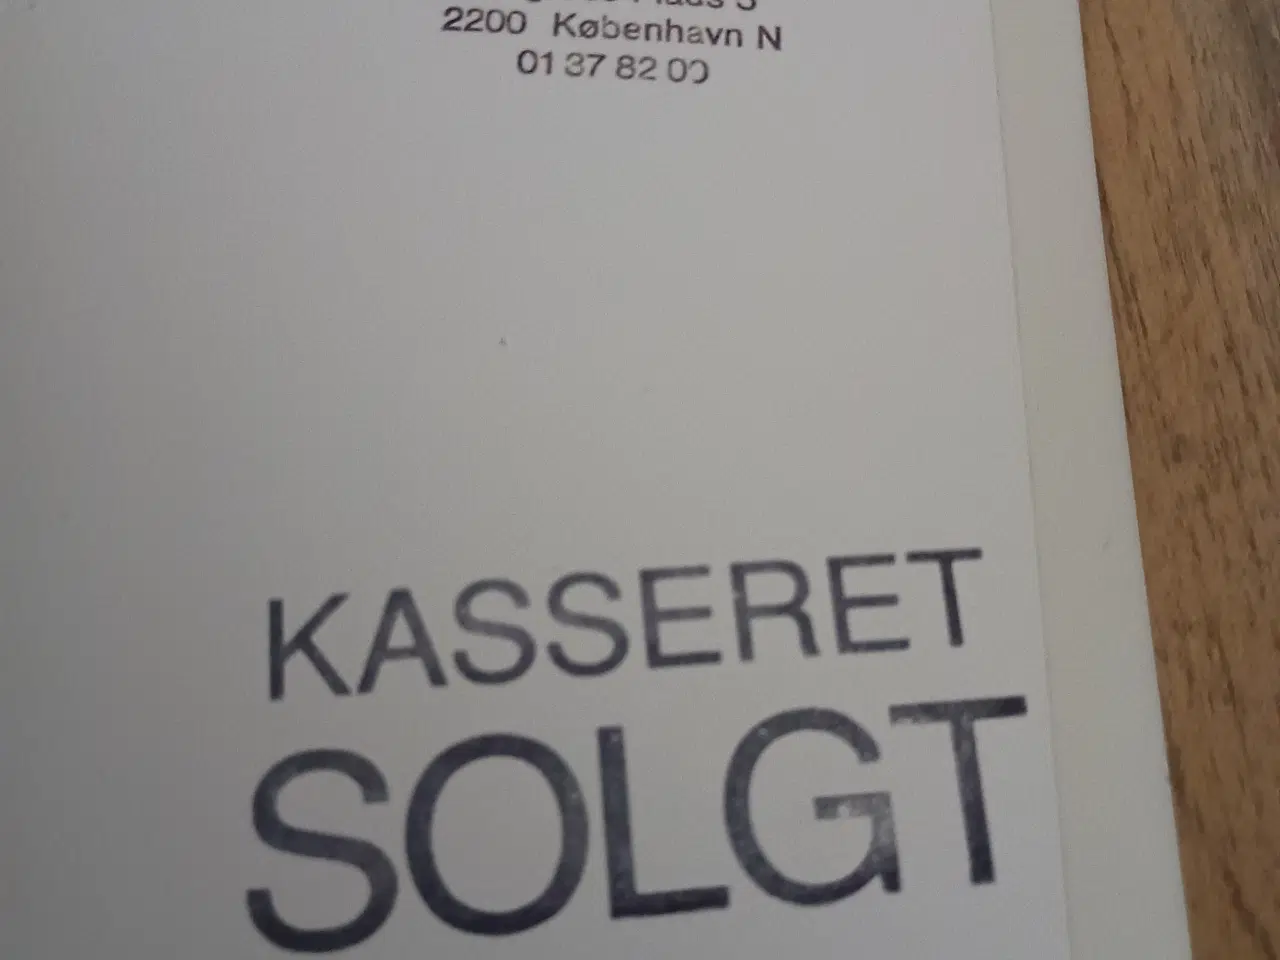 2200 København N
01 37 82 00
KASSERET
SOLGT